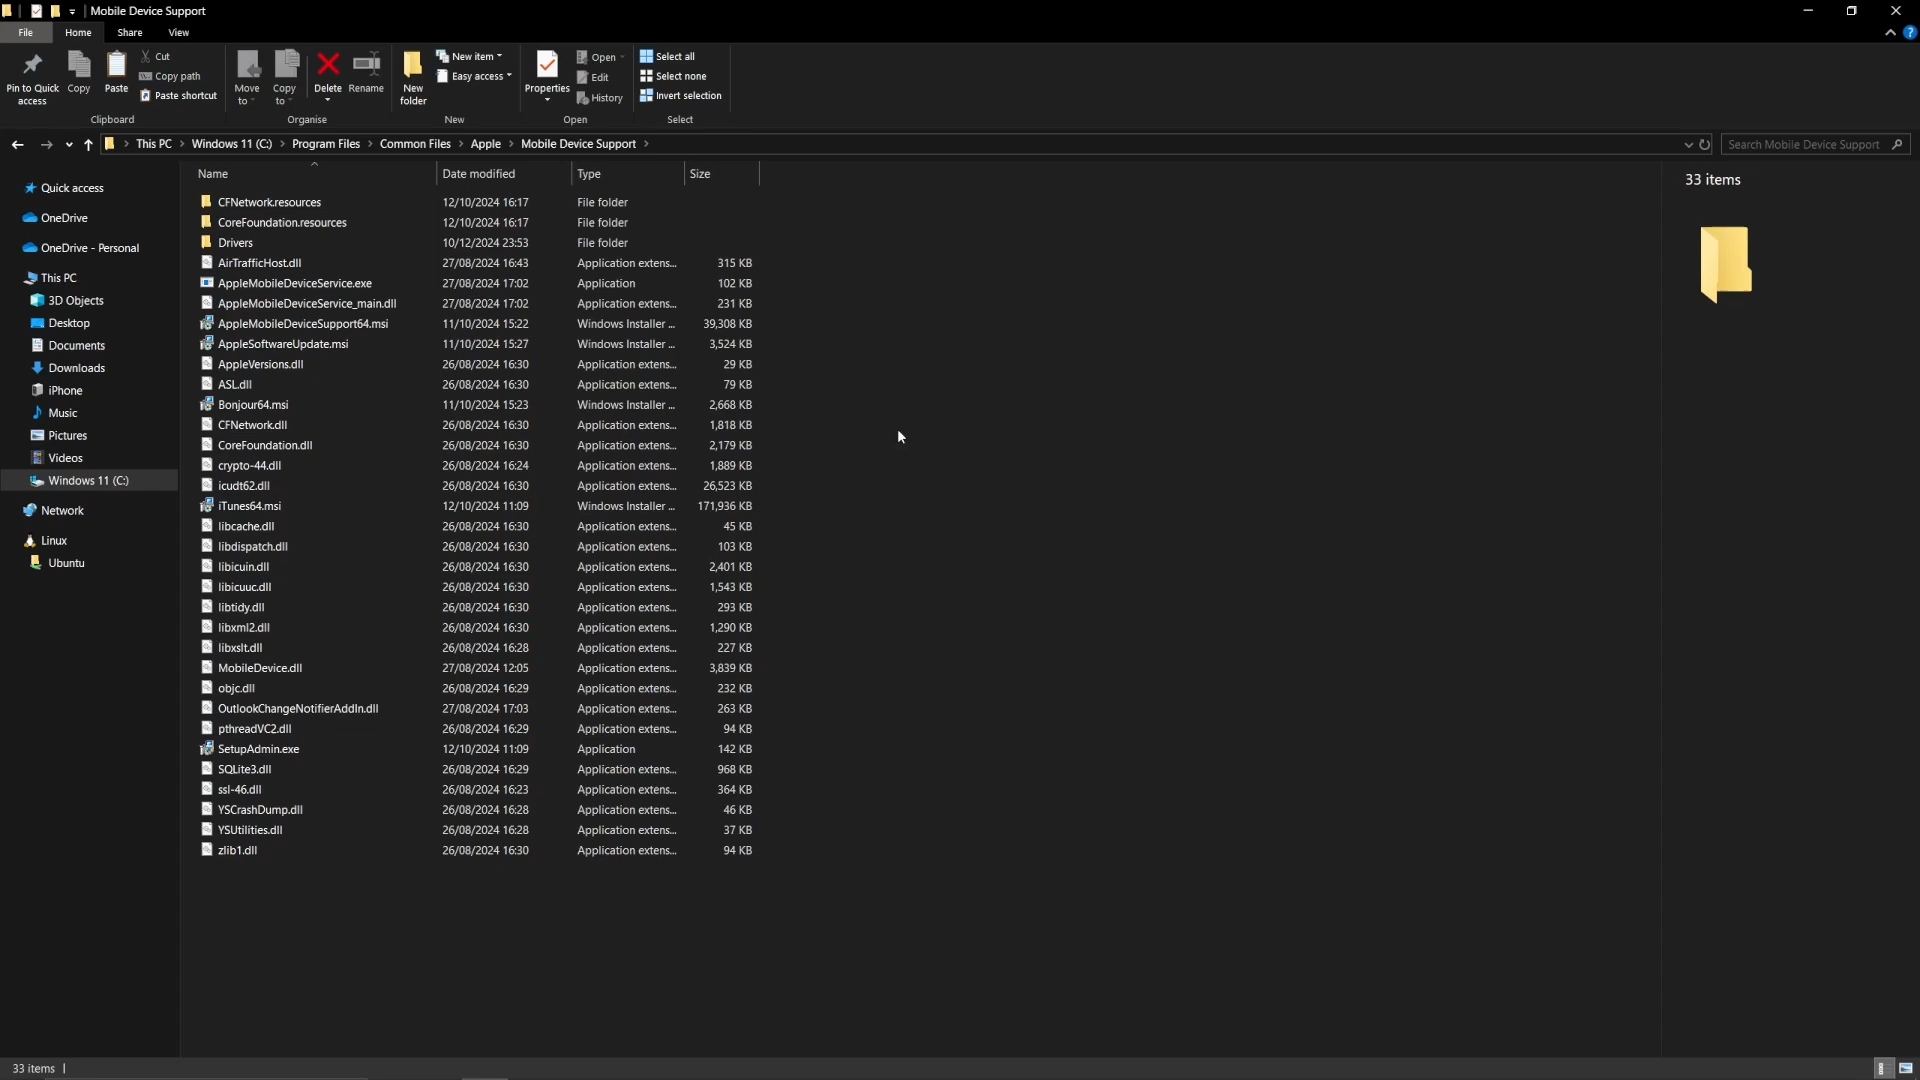 Mobile Device Support
File Home Share View
Pin to Quick access
Copy
Paste
Cut
Copy path
Paste shortcut
Clipboard
Move to
Copy to
Delete
Rename
Organise
New folder
New item
Easy access
New
Properties
Open
Edit
History
Open
Select all
Select none
Invert selection
Select
This PC > Windows 11 (C:) > Program Files > Common Files > Apple > Mobile Device Support >
Search Mobile Device Support
Quick access
OneDrive
OneDrive - Personal
This PC
3D Objects
Desktop
Documents
Downloads
iPhone
Music
Pictures
Videos
Windows 11 (C:)
Network
Linux
Ubuntu
Name Date modified Type Size
CFNetwork.resources 12/10/2024 16:17 File folder
CoreFoundation.resources 12/10/2024 16:17 File folder
Drivers 10/12/2024 23:53 File folder
AirTrafficHost.dll 27/08/2024 16:43 Application extens... 315 KB
AppleMobileDeviceService.exe 27/08/2024 17:02 Application 102 KB
AppleMobileDeviceService_main.dll 27/08/2024 17:02 Application extens... 231 KB
AppleMobileDeviceSupport64.msi 11/10/2024 15:22 Windows Installer ... 39,308 KB
AppleSoftwareUpdate.msi 11/10/2024 15:27 Windows Installer ... 3,524 KB
AppleVersions.dll 26/08/2024 16:30 Application extens... 29 KB
ASL.dll 26/08/2024 16:30 Application extens... 79 KB
Bonjour64.msi 11/10/2024 15:23 Windows Installer ... 2,668 KB
CFNetwork.dll 26/08/2024 16:30 Application extens... 1,818 KB
CoreFoundation.dll 26/08/2024 16:30 Application extens... 2,179 KB
crypto-44.dll 26/08/2024 16:24 Application extens... 1,889 KB
icudt62.dll 26/08/2024 16:30 Application extens... 26,523 KB
iTunes64.msi 12/10/2024 11:09 Windows Installer ... 171,936 KB
libcache.dll 26/08/2024 16:30 Application extens... 45 KB
libdispatch.dll 26/08/2024 16:30 Application extens... 103 KB
libicuin.dll 26/08/2024 16:30 Application extens... 2,401 KB
libicuuc.dll 26/08/2024 16:30 Application extens... 1,543 KB
libtidy.dll 26/08/2024 16:30 Application extens... 293 KB
libxml2.dll 26/08/2024 16:30 Application extens... 1,290 KB
libxslt.dll 26/08/2024 16:28 Application extens... 227 KB
MobileDevice.dll 27/08/2024 12:05 Application extens... 3,839 KB
objc.dll 26/08/2024 16:29 Application extens... 232 KB
OutlookChangeNotifierAddIn.dll 27/08/2024 17:03 Application extens... 263 KB
pthreadVC2.dll 26/08/2024 16:29 Application extens... 94 KB
SetupAdmin.exe 12/10/2024 11:09 Application 142 KB
SQLite3.dll 26/08/2024 16:29 Application extens... 968 KB
ssl-46.dll 26/08/2024 16:23 Application extens... 364 KB
YSCrashDump.dll 26/08/2024 16:28 Application extens... 46 KB
YSUtilities.dll 26/08/2024 16:28 Application extens... 37 KB
zlib1.dll 26/08/2024 16:30 Application extens... 94 KB
33 items
33 items